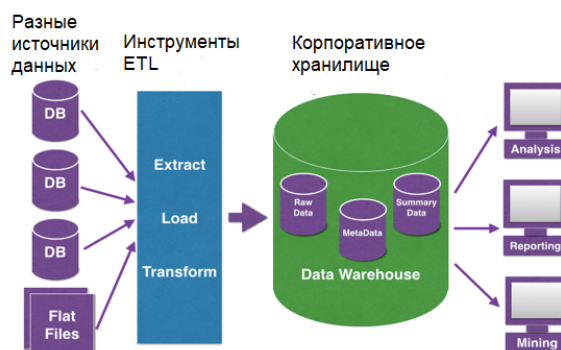 Разные
источники
данных
Инструменты
ETL
Корпоративное
хранилище
DB
DB
DB
Flat
Files
Extract
Load
Transform
Raw
Data
MetaData
Summary
Data
Data Warehouse
Analysis
Reporting
Mining